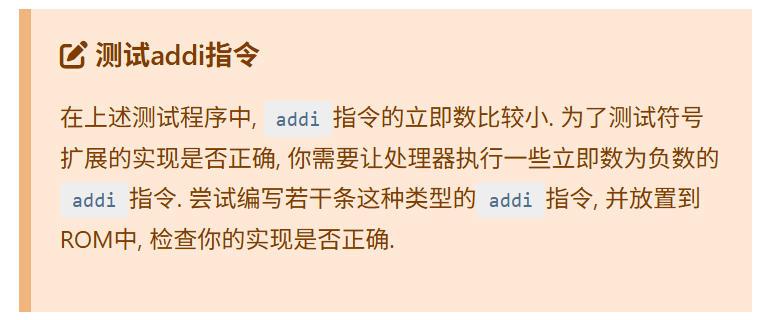 测试addi指令
在上述测试程序中, addi 指令的立即数比较小. 为了测试符号
扩展的实现是否正确, 你需要让处理器执行一些立即数为负数的
addi 指令. 尝试编写若干条这种类型的 addi 指令, 并放置到
ROM中, 检查你的实现是否正确.